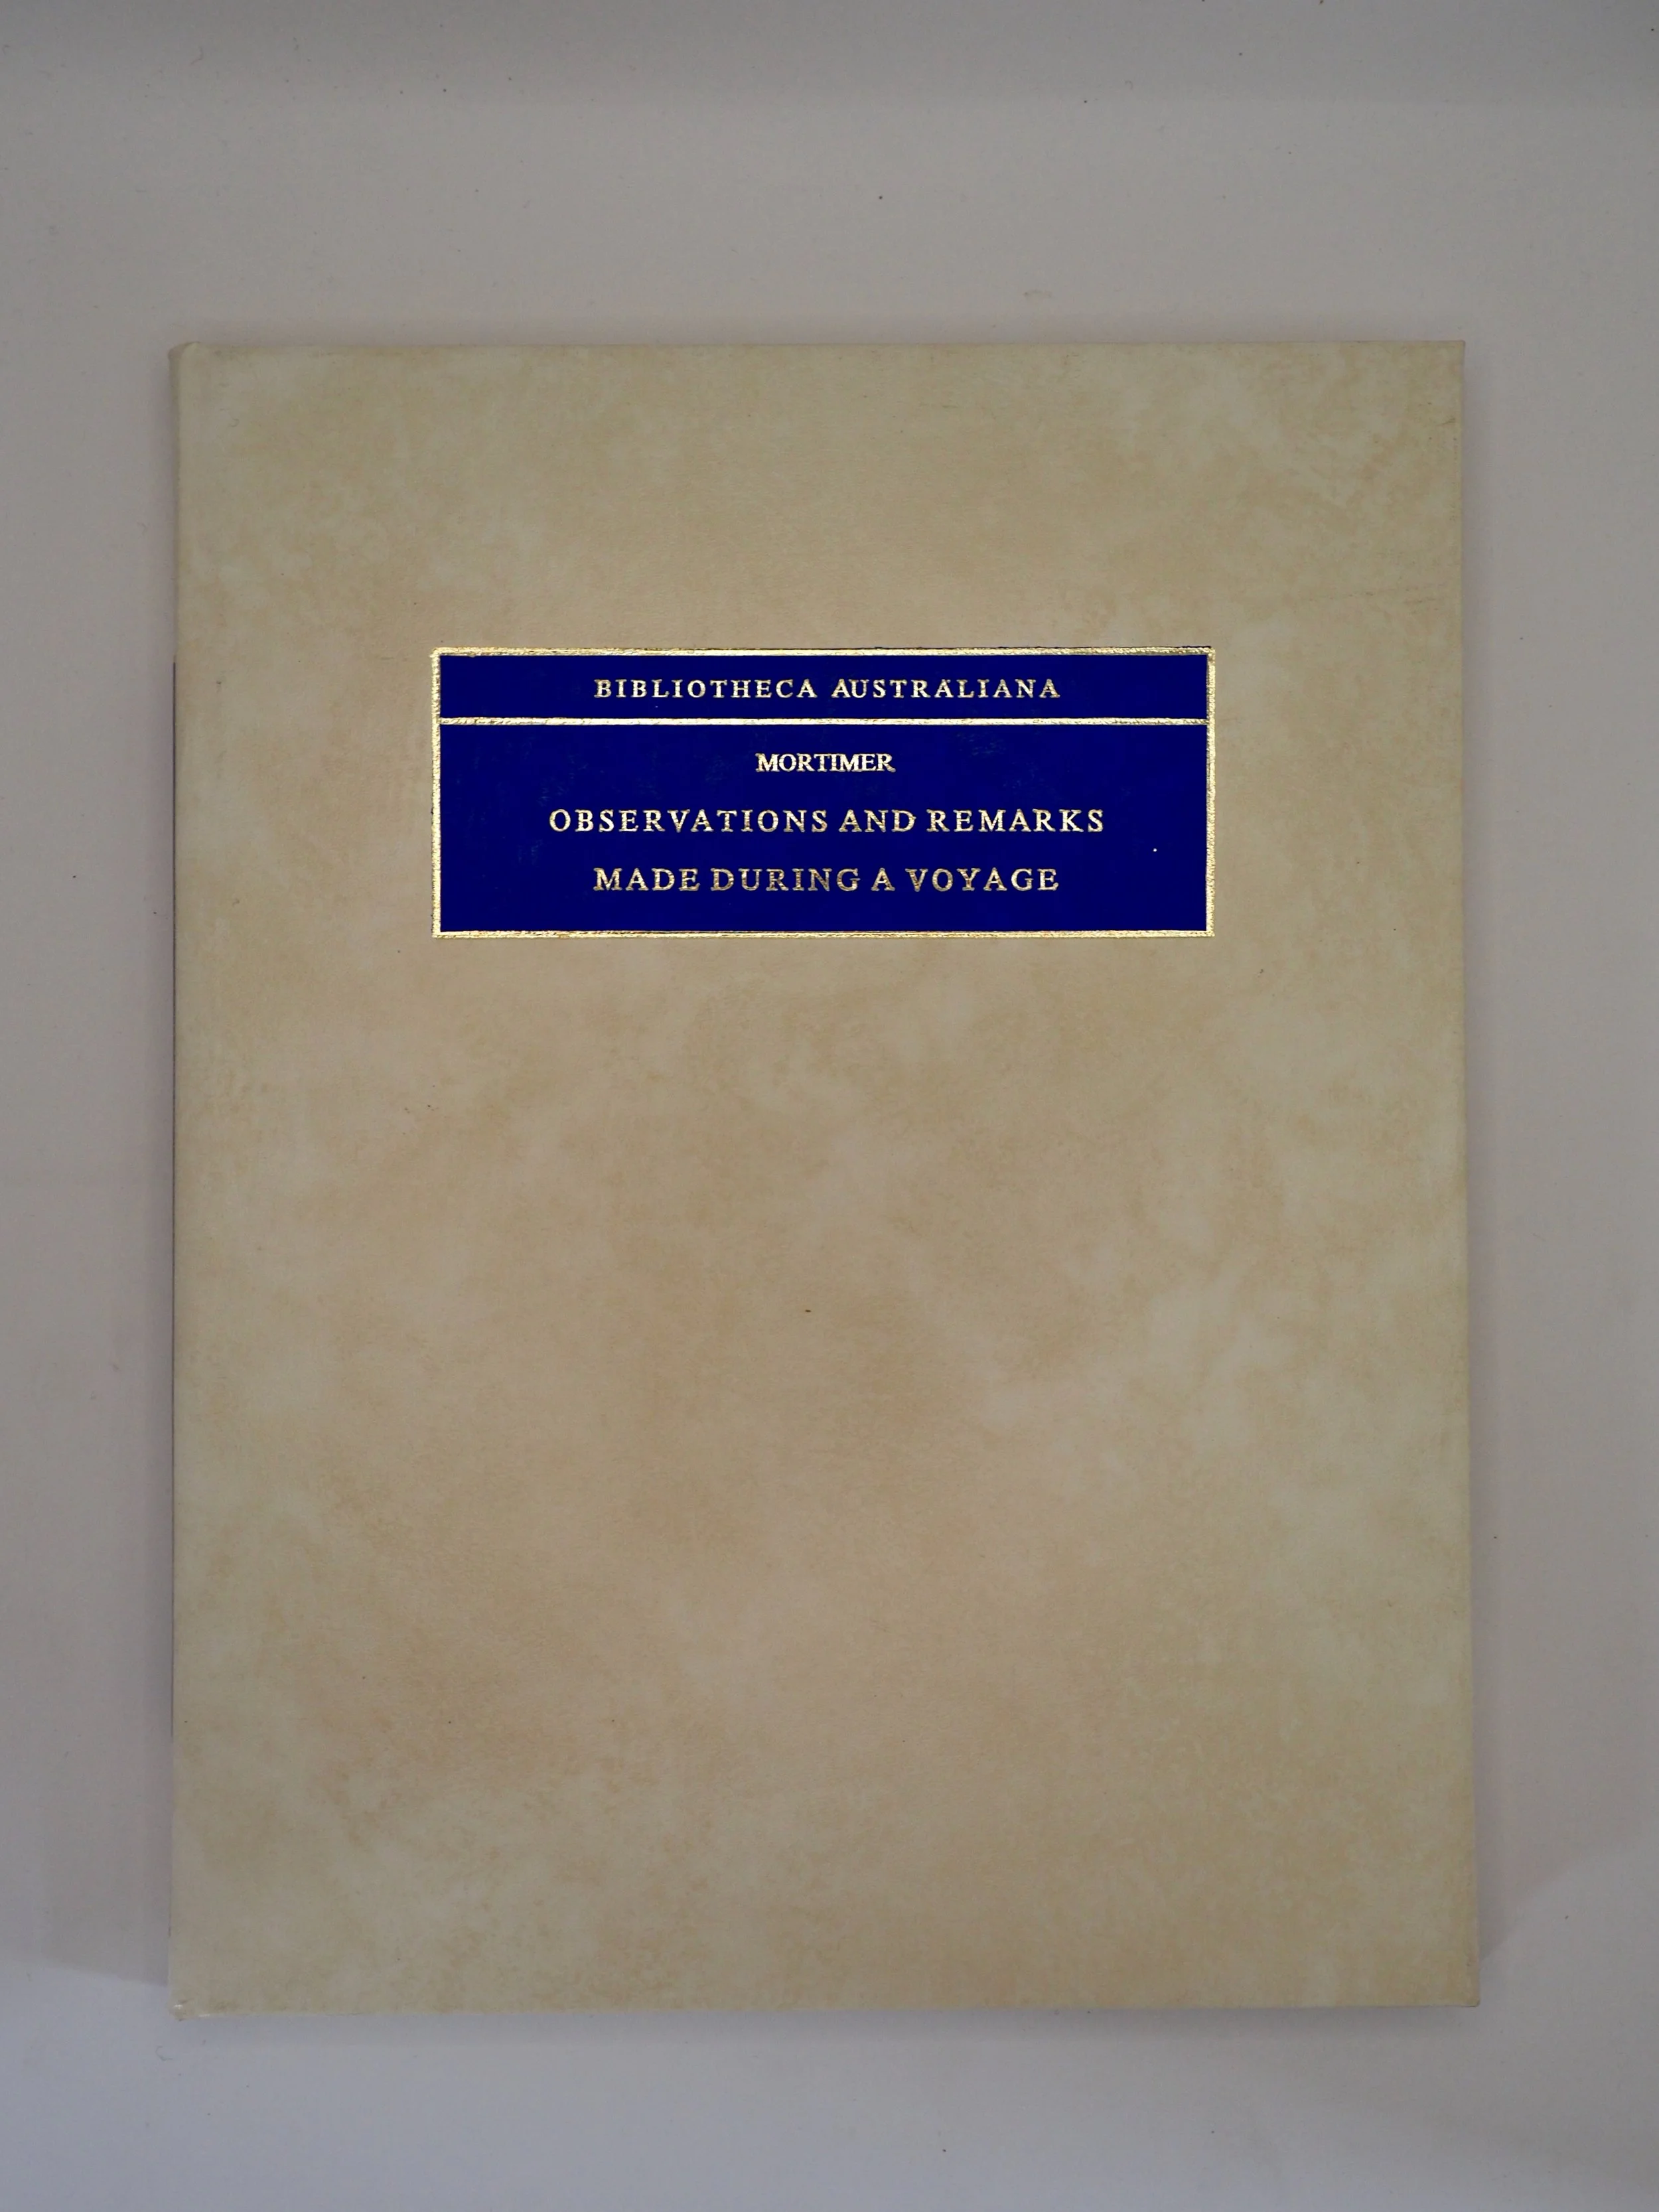 BIBLIOTHECA AUSTRALIANA
MORTIMER
OBSERVATIONS AND REMARKS
MADE DURING A VOYAGE